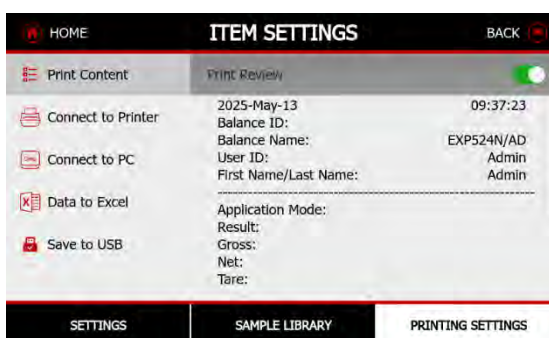 HOME
ITEM SETTINGS
BACK
Print Content
Print Review
Connect to Printer
Connect to PC
Data to Excel
Save to USB
2025-May-13 09:37:23
Balance ID:
Balance Name: EXP524N/AD
User ID: Admin
First Name/Last Name: Admin
Application Mode:
Result:
Gross:
Net:
Tare:
SETTINGS
SAMPLE LIBRARY
PRINTING SETTINGS